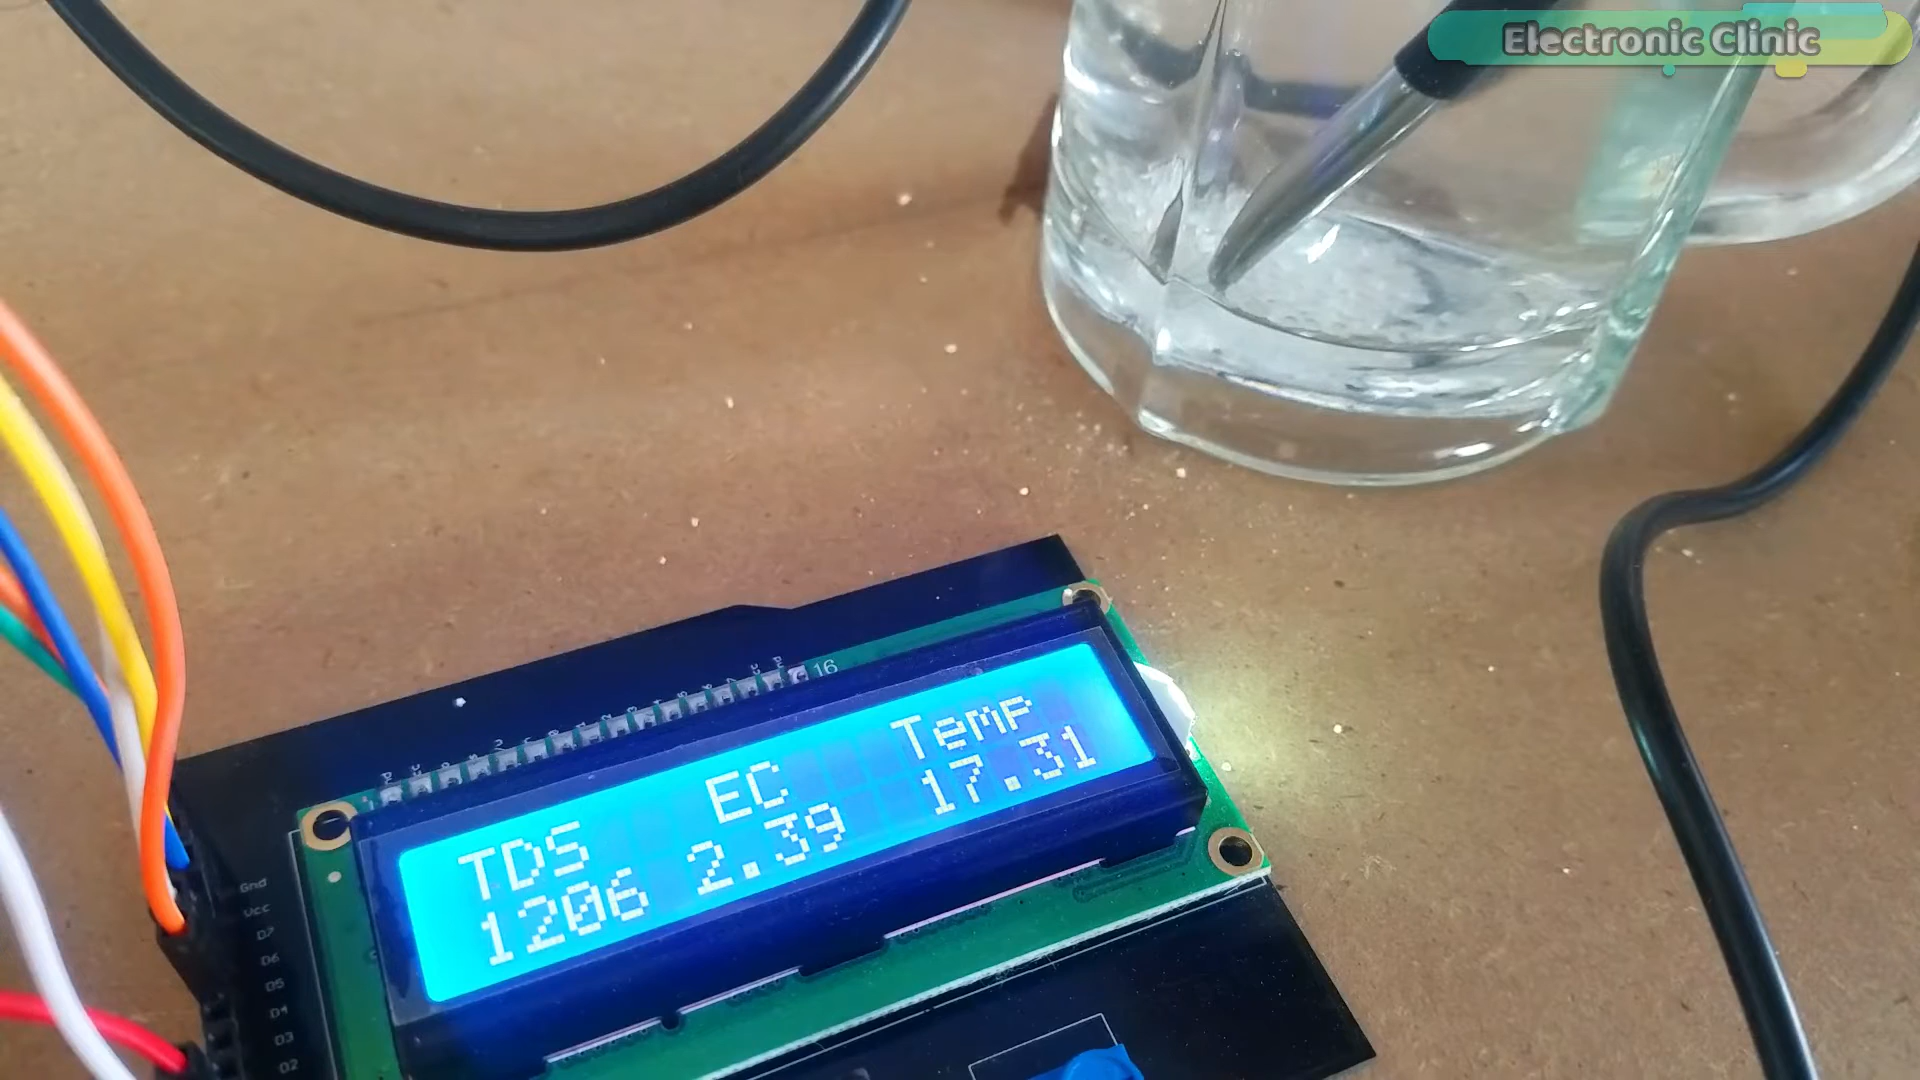 Electronic Clinic
16
TDS EC Temp
1206 2.39 17.31
Gnd
Vcc
D7
D6
D5
D4
D3
D2